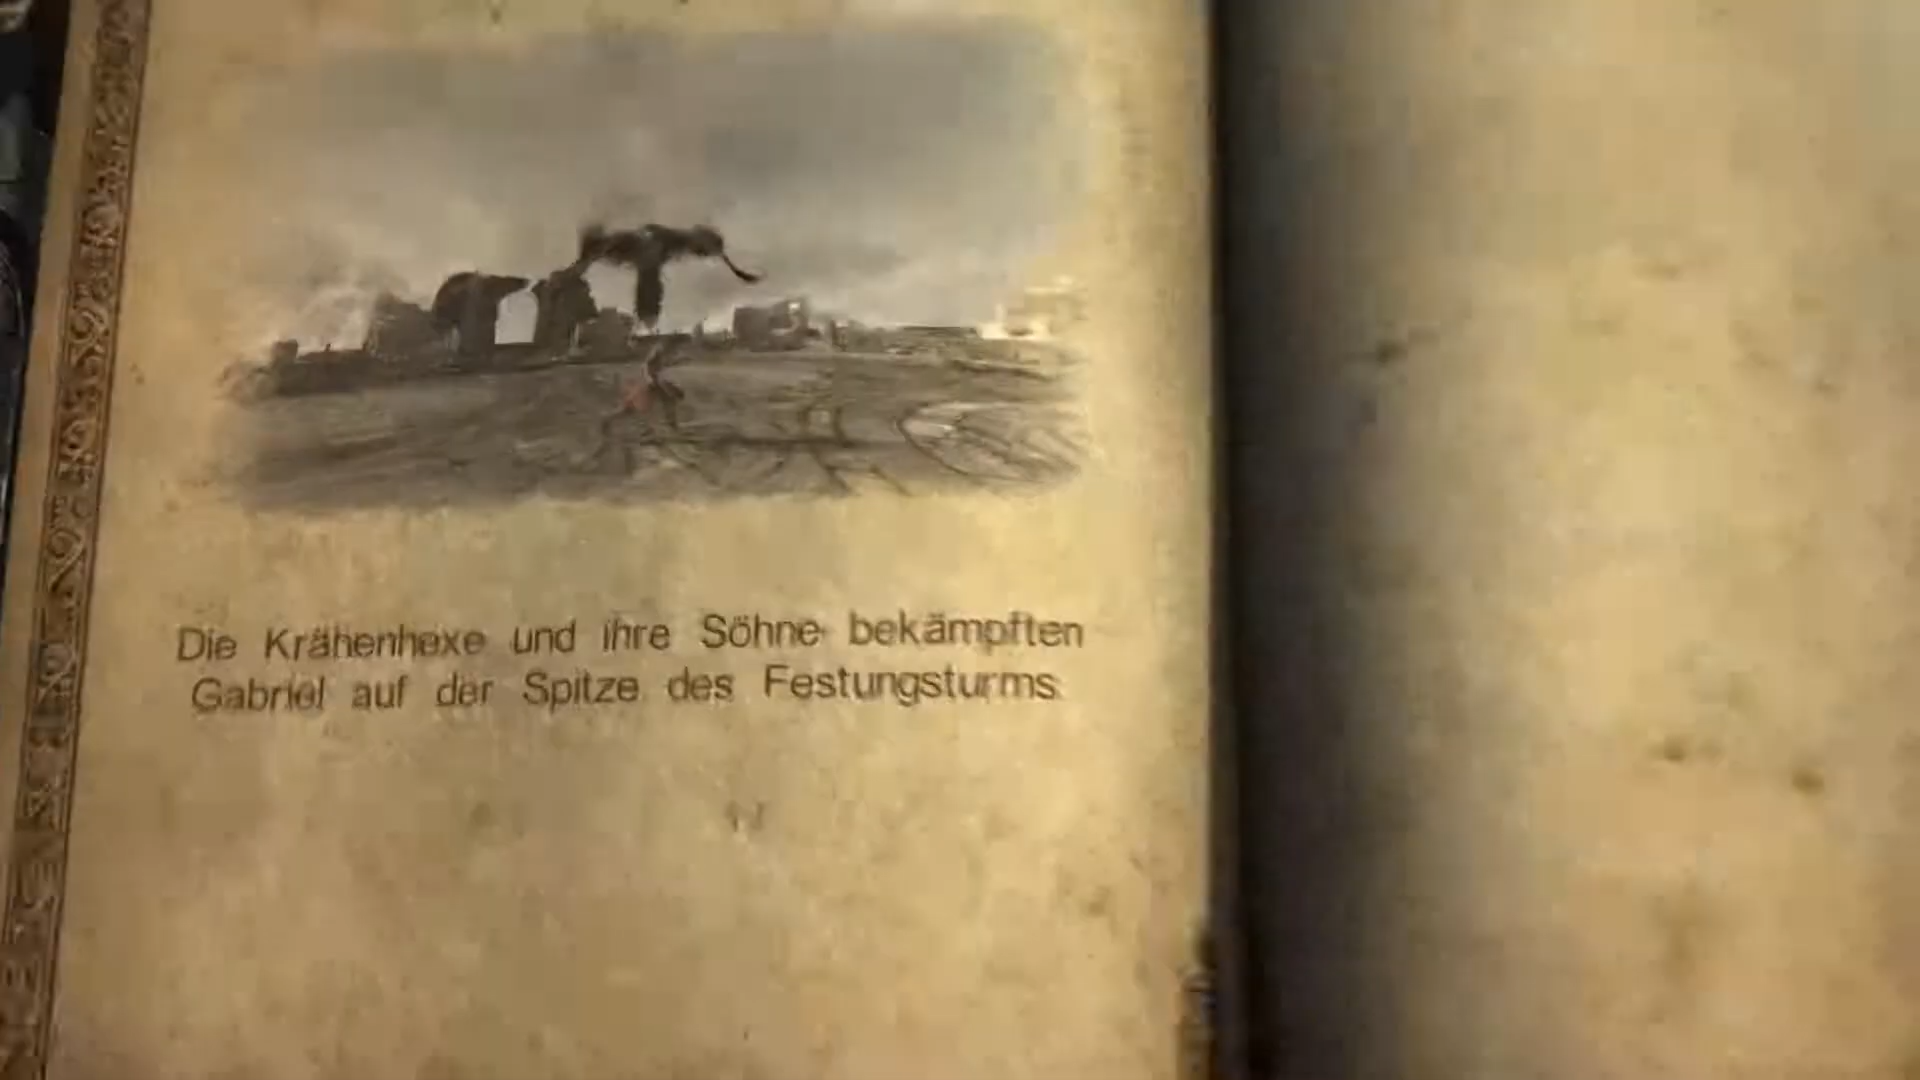 Die Krähenhexe und ihre Söhne bekämpften
Gabriel auf der Spitze des Festungsturms.